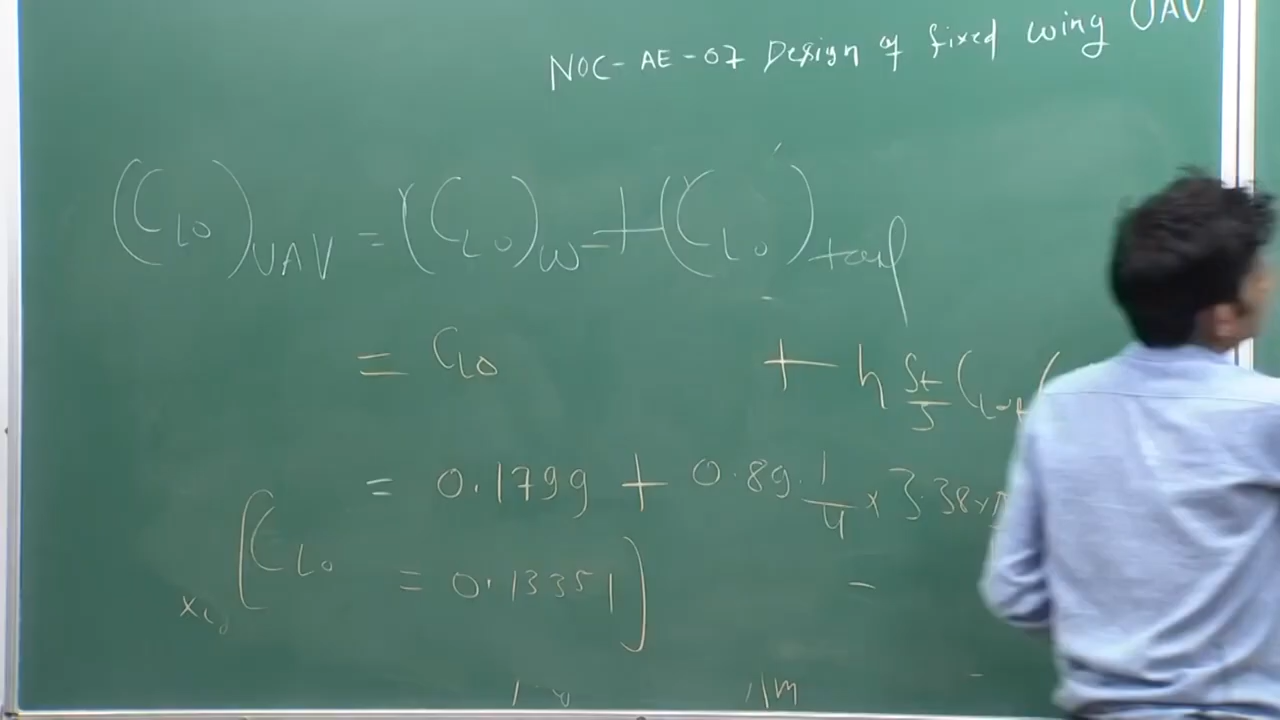 NOC-AE-07 Design of fixed wing UAV
(CL0)UAV = (CL0)w + (CL0)tail
= CL0 + η St/S CLαt (
= 0.1799 + 0.89 . 1/4 × 3.38 ×
[CL0 = 0.13351]